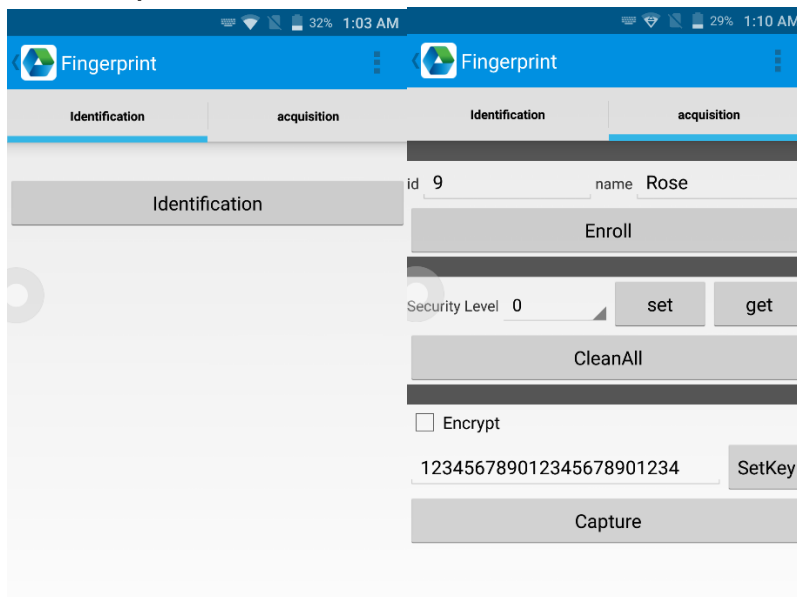 32% 1:03 AM
Fingerprint
Identification acquisition
Identification
29% 1:10 AM
Fingerprint
Identification acquisition
id 9 name Rose
Enroll
Security Level 0 set get
CleanAll
Encrypt
123456789012345678901234 SetKey
Capture